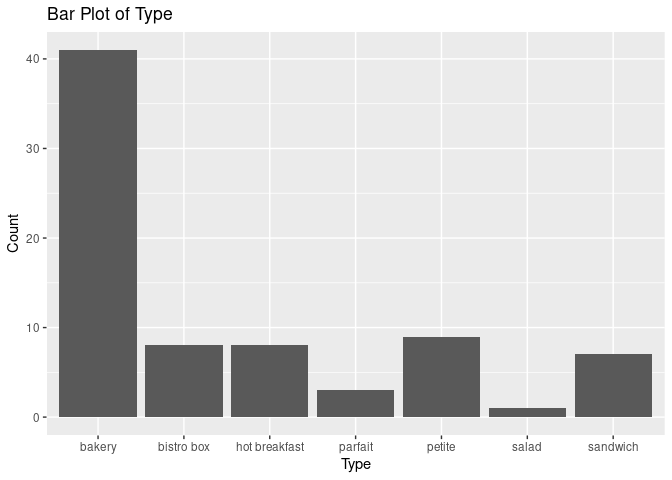 Bar Plot of Type
Count
40
30
20
10
0
bakery bistro box hot breakfast parfait petite salad sandwich
Type